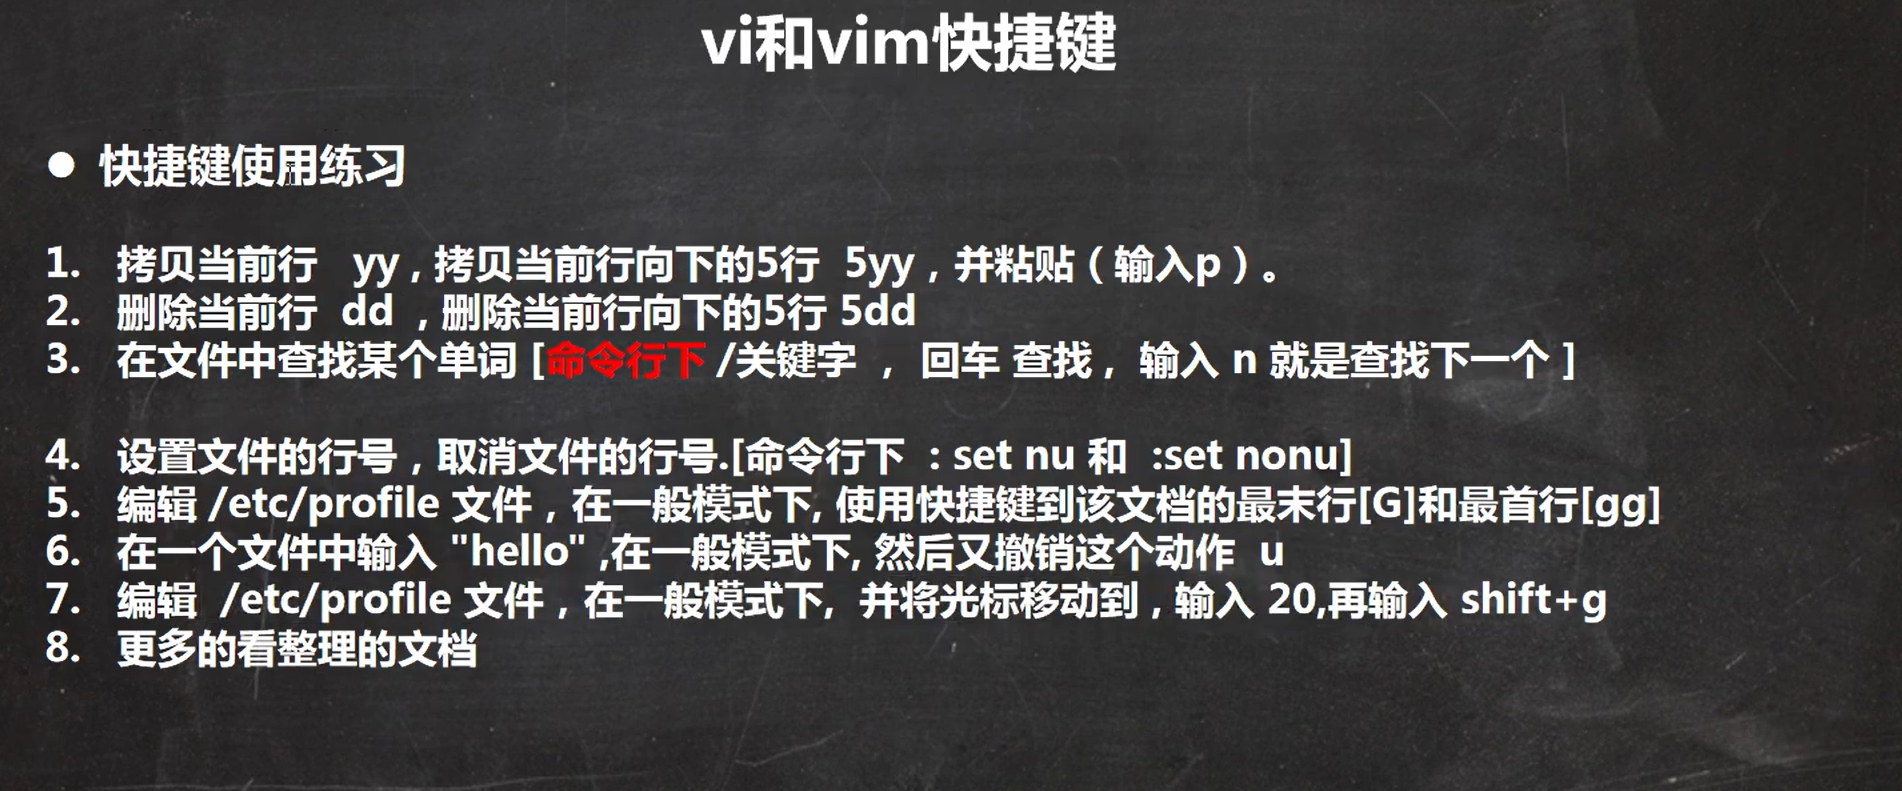 vi和vim快捷键
● 快捷键使用练习
1. 拷贝当前行 yy , 拷贝当前行向下的5行 5yy，并粘贴（输入p）。
2. 删除当前行 dd , 删除当前行向下的5行 5dd
3. 在文件中查找某个单词 [命令行下 /关键字 ， 回车 查找 , 输入 n 就是查找下一个 ]
4. 设置文件的行号，取消文件的行号.[命令行下 : set nu 和 :set nonu]
5. 编辑 /etc/profile 文件，在一般模式下, 使用快捷键到该文档的最末行[G]和最首行[gg]
6. 在一个文件中输入 "hello" ,在一般模式下, 然后又撤销这个动作 u
7. 编辑 /etc/profile 文件，在一般模式下, 并将光标移动到 , 输入 20,再输入 shift+g
8. 更多的看整理的文档